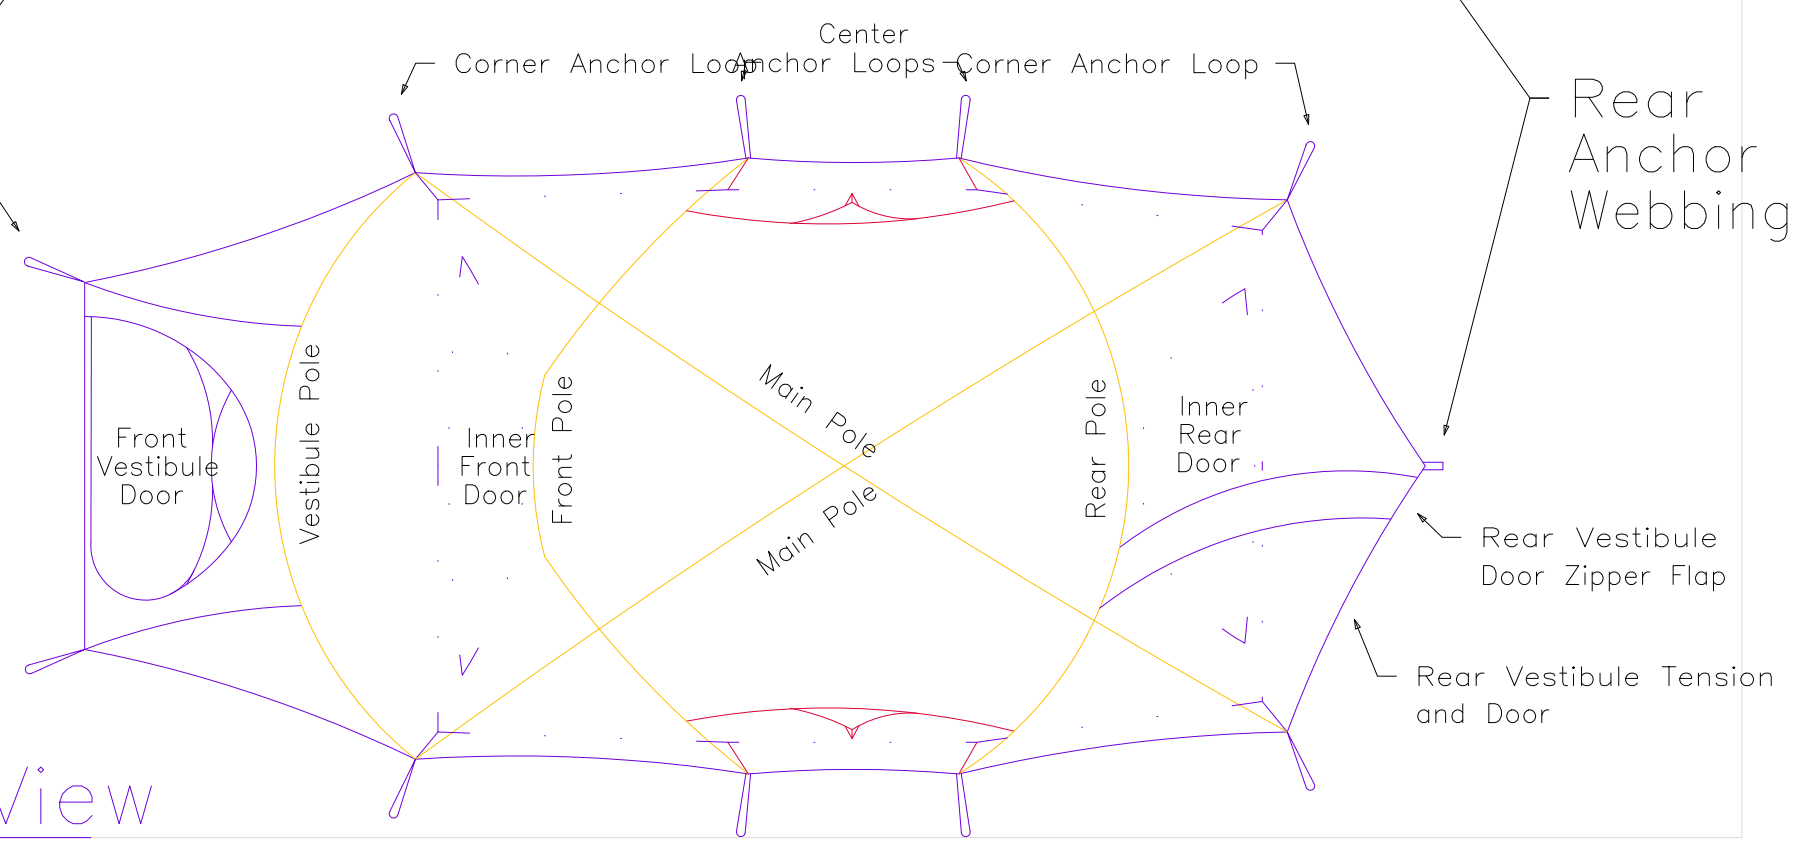 Center
Corner Anchor Loop
Anchor Loops
Corner Anchor Loop
Rear
Anchor
Webbing
Front
Vestibule
Door
Vestibule Pole
Inner
Front
Door
Front Pole
Main Pole
Main Pole
Rear Pole
Inner
Rear
Door
Rear Vestibule
Door Zipper Flap
Rear Vestibule Tension
and Door
View